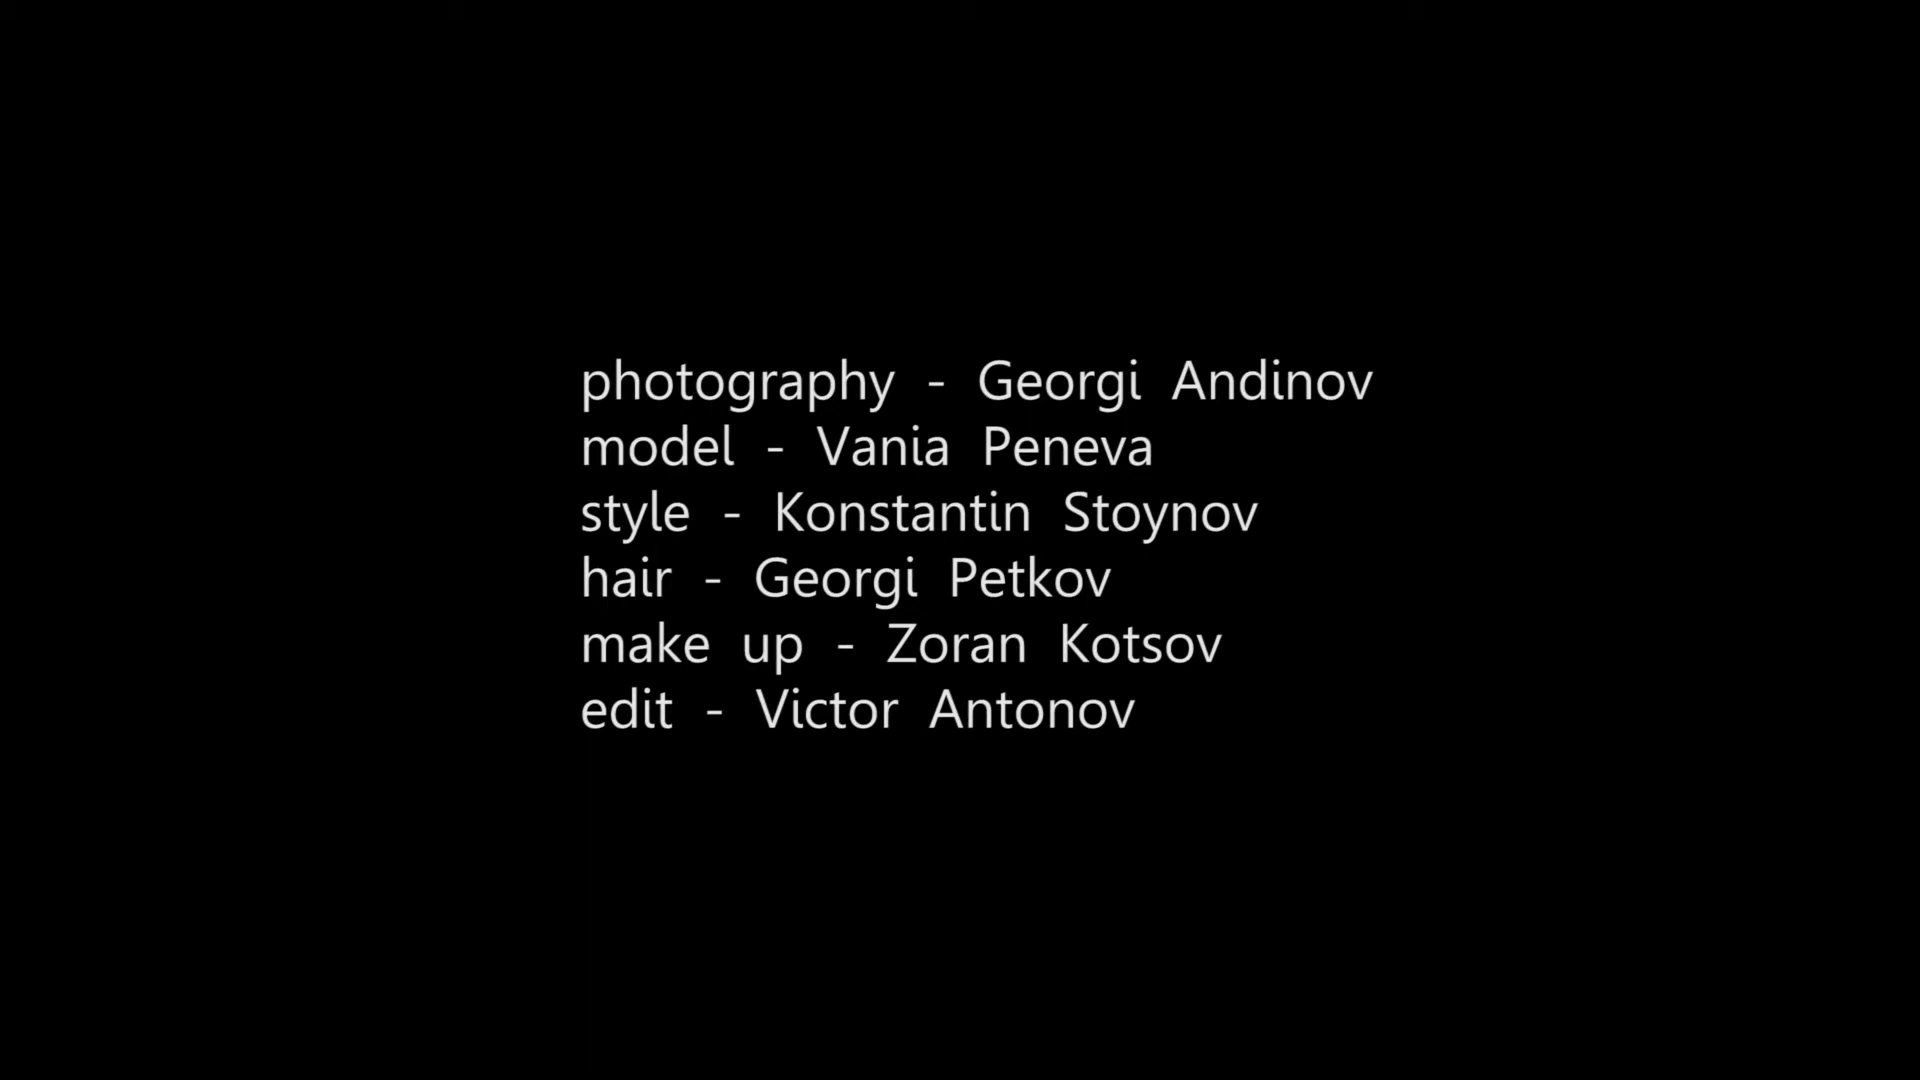 photography - Georgi Andinov
model - Vania Peneva
style - Konstantin Stoynov
hair - Georgi Petkov
make up - Zoran Kotsov
edit - Victor Antonov